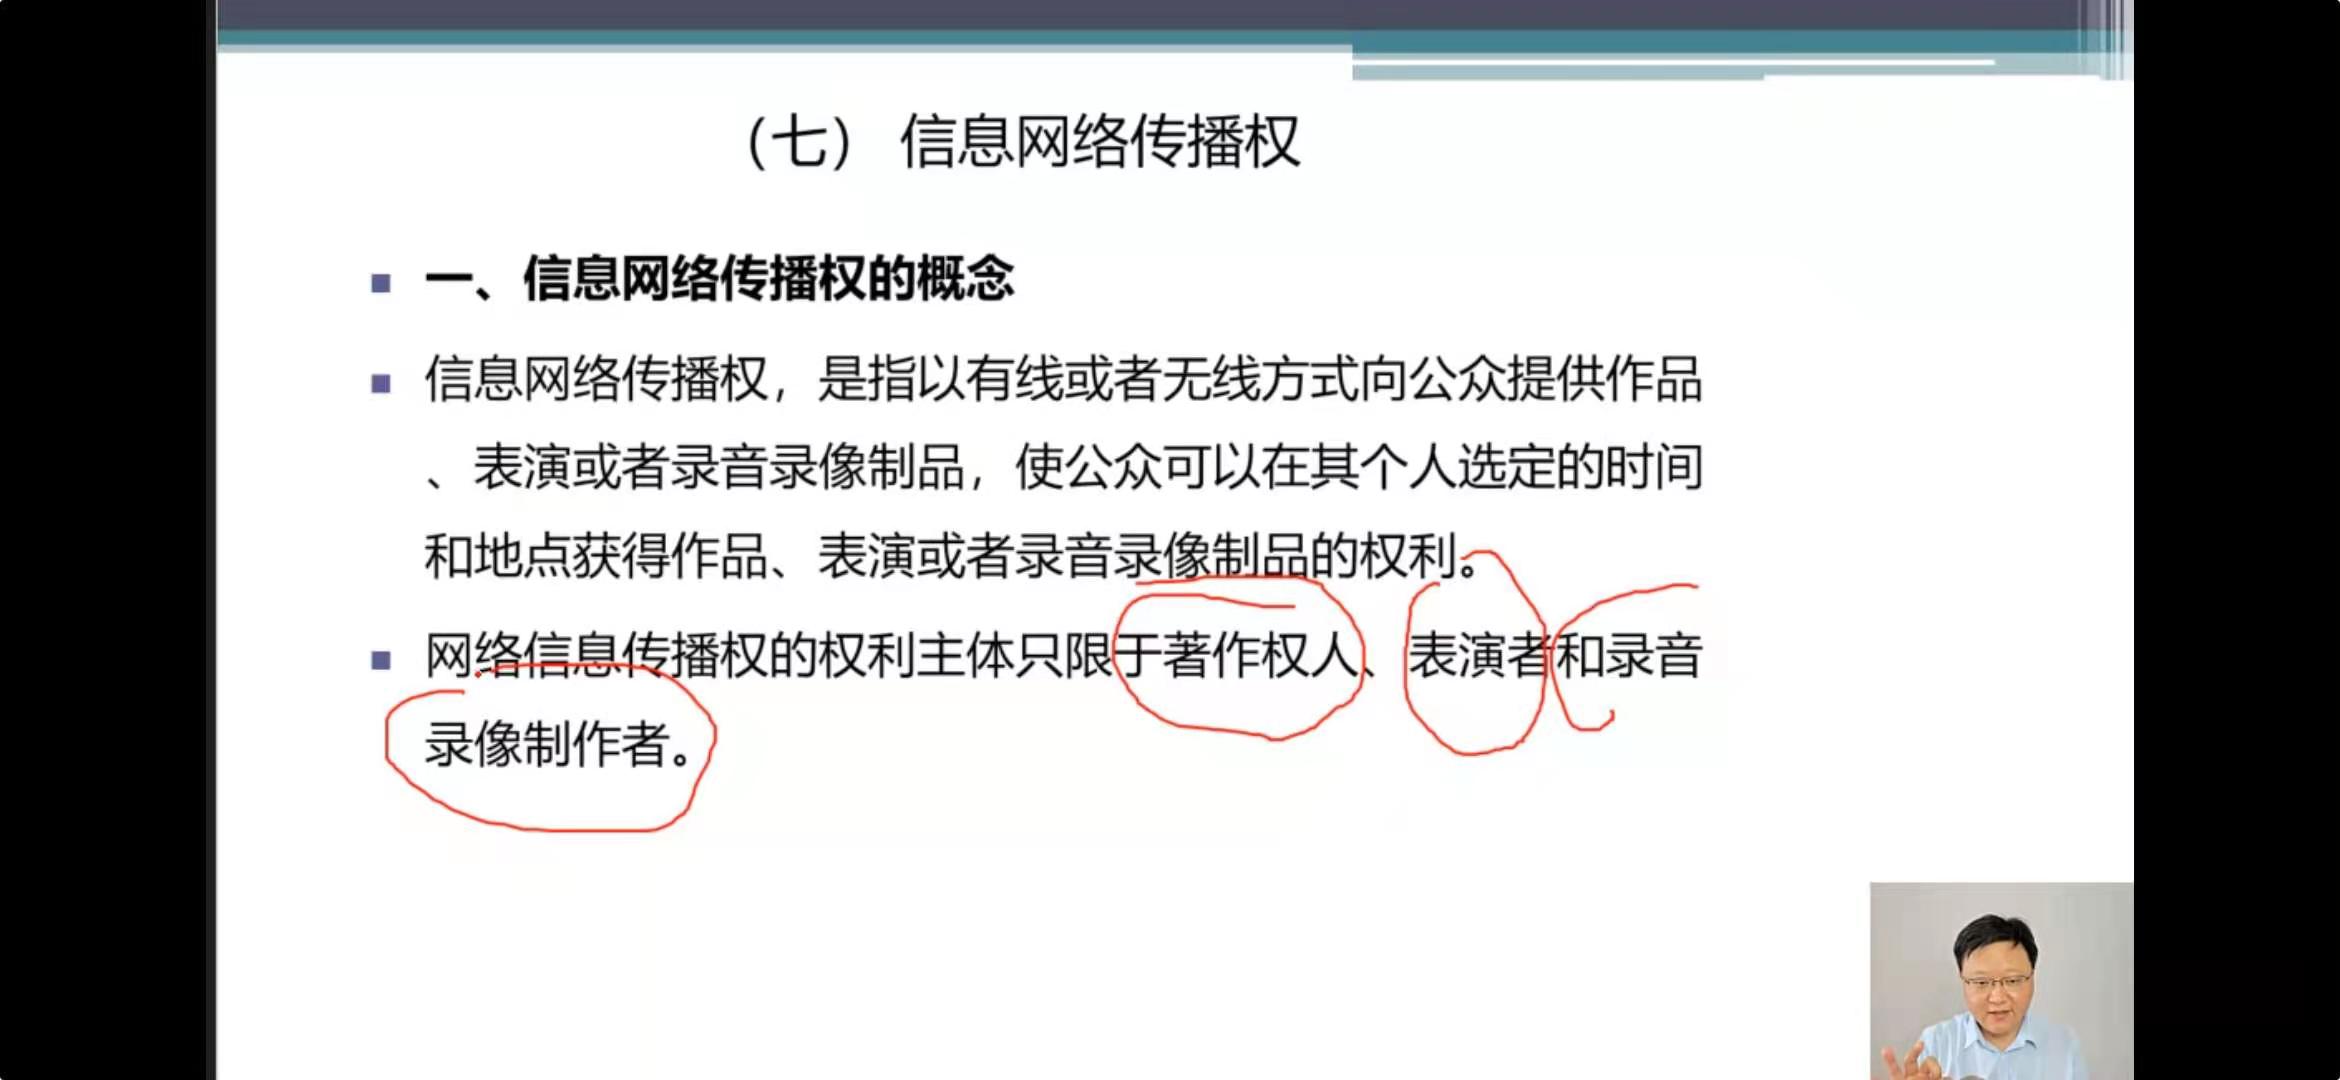 （七） 信息网络传播权
一、信息网络传播权的概念
信息网络传播权，是指以有线或者无线方式向公众提供作品
、表演或者录音录像制品，使公众可以在其个人选定的时间
和地点获得作品、表演或者录音录像制品的权利。
网络信息传播权的权利主体只限于著作权人、表演者和录音
录像制作者。